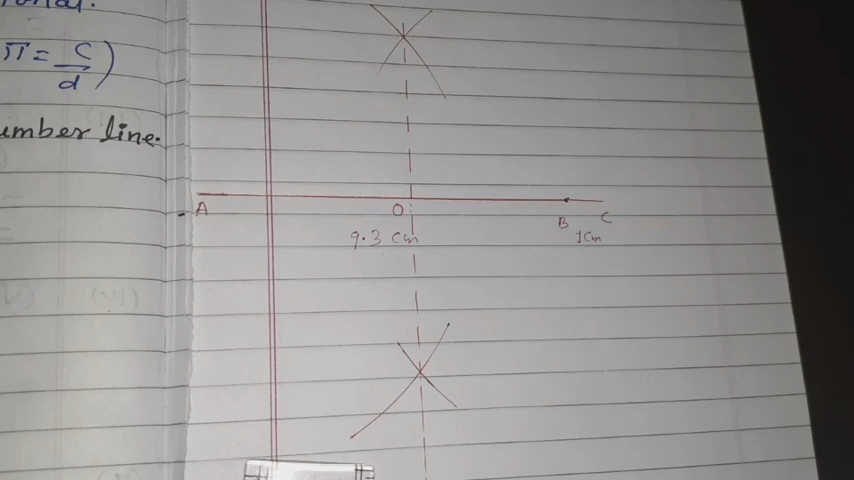 π = C/d)
umber line.
A
O
B
C
9.3 cm
1cm